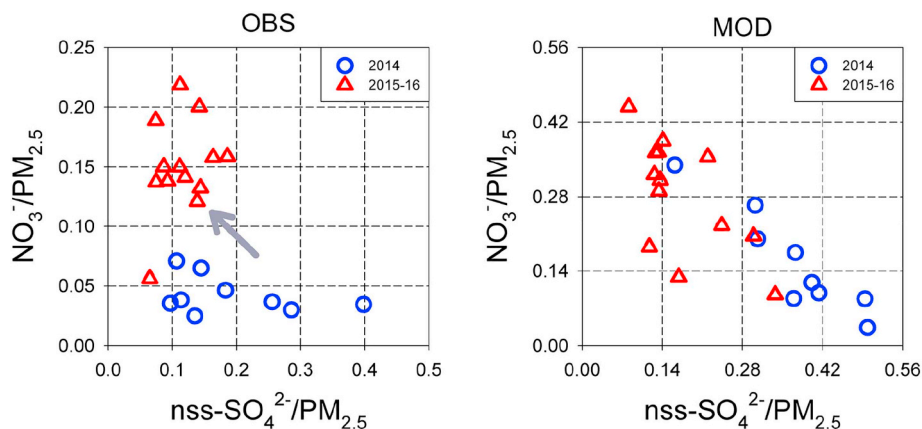 OBS
NO₃⁻/PM₂.₅
0.25
0.20
0.15
0.10
0.05
0.00
2014
2015-16
0.0 0.1 0.2 0.3 0.4 0.5
nss-SO₄²⁻/PM₂.₅
MOD
NO₃⁻/PM₂.₅
0.56
0.42
0.28
0.14
0.00
2014
2015-16
0.00 0.14 0.28 0.42 0.56
nss-SO₄²⁻/PM₂.₅